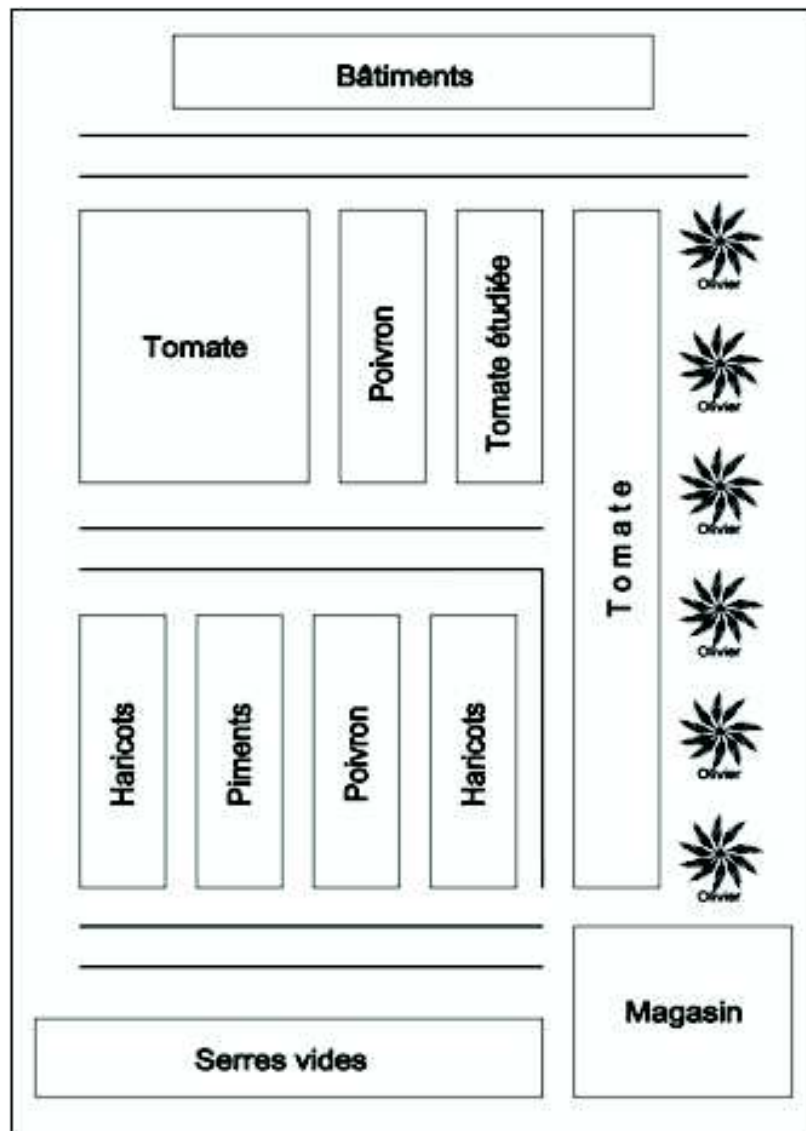 Bâtiments
Tomate
Poivron
Tomate étudiée
Tomate
Olivier
Olivier
Olivier
Olivier
Olivier
Olivier
Haricots
Piments
Poivron
Haricots
Magasin
Serres vides